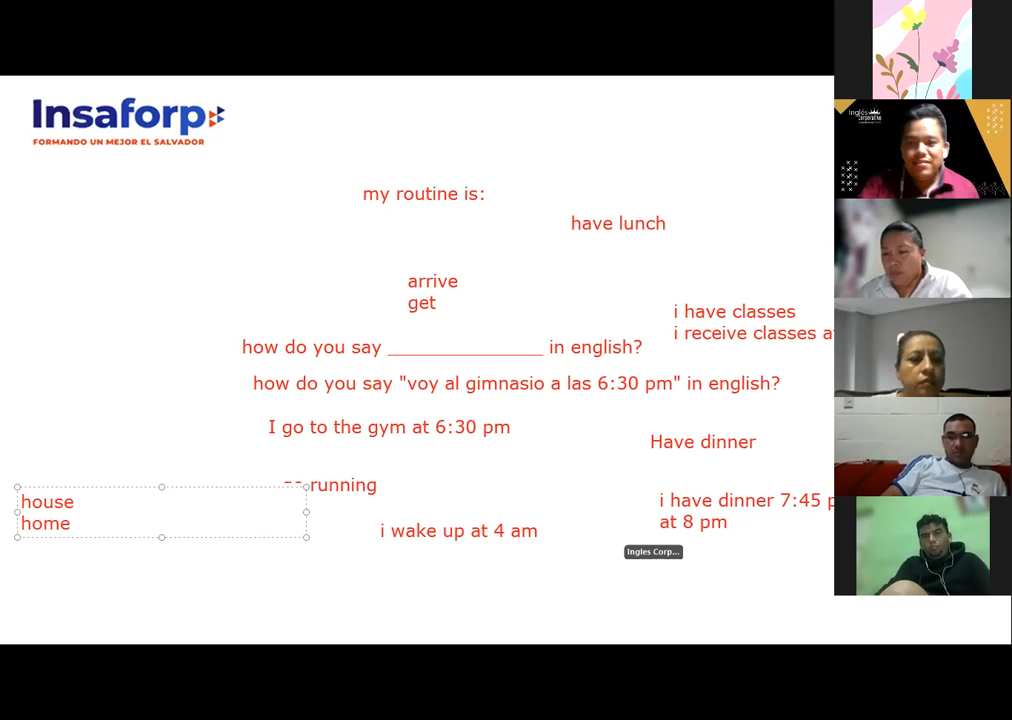 Insaforp
FORMANDO UN MEJOR EL SALVADOR
Inglés
Corporativo
my routine is:
have lunch
arrive
get
i have classes
i receive classes
how do you say ______________ in english?
how do you say "voy al gimnasio a las 6:30 pm" in english?
I go to the gym at 6:30 pm
Have dinner
running
house
home
i have dinner 7:45
at 8 pm
i wake up at 4 am
Ingles Corp...